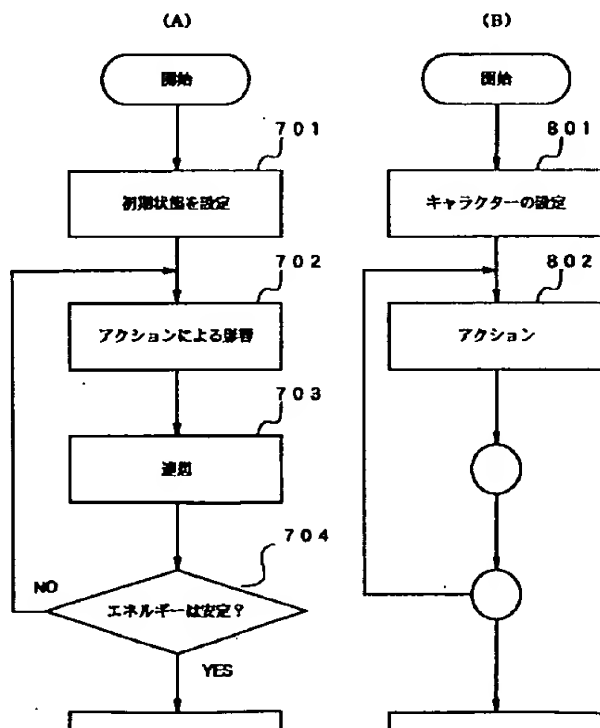 (A)
開始
701
初期状態を設定
702
アクションによる影響
703
連想
704
エネルギーは安定?
NO
YES
(B)
開始
801
キャラクターの設定
802
アクション